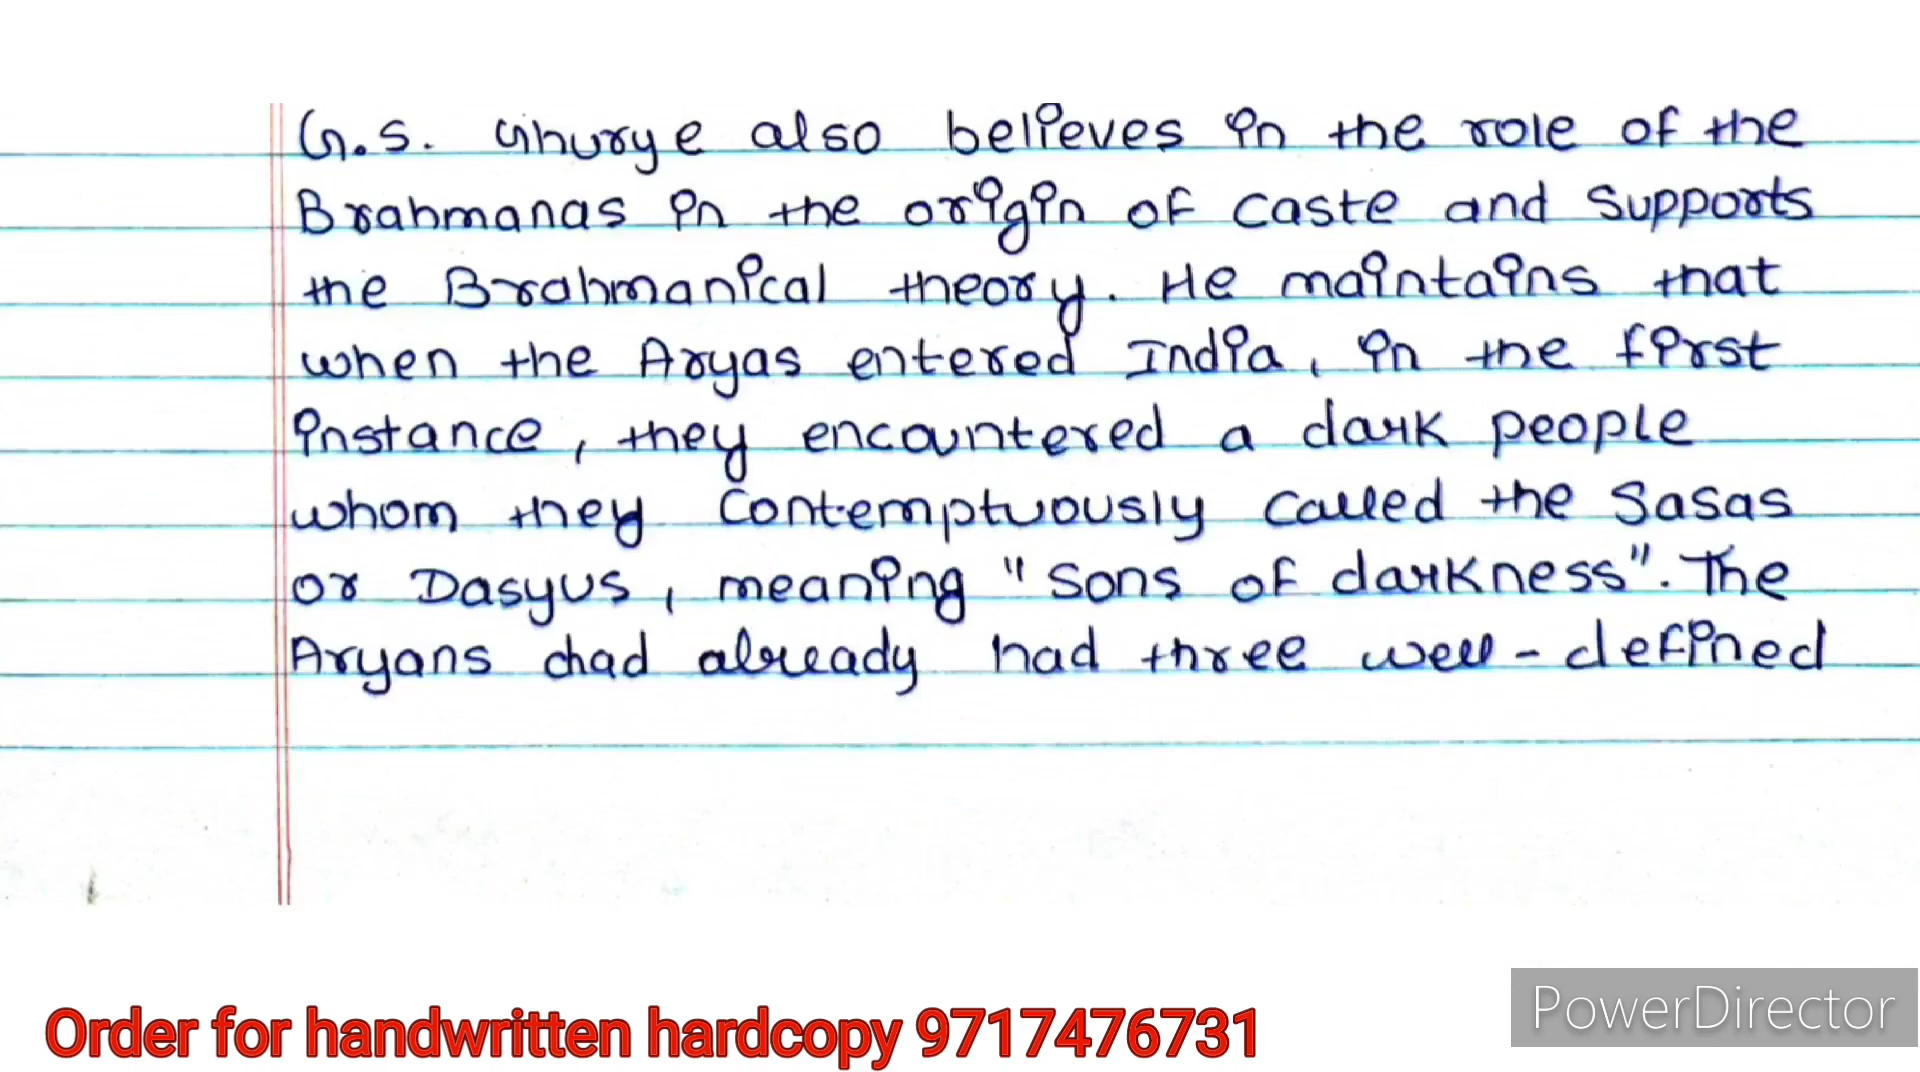 G.S. Ghurye also believes in the role of the
Brahmanas in the origin of caste and supports
the Brahmanical theory. He maintains that
when the Aryas entered India, in the first
instance, they encountered a dark people
whom they contemptuously called the Sasas
or Dasyus, meaning "Sons of darkness". The
Aryans had already had three well-defined
Order for handwritten hardcopy 9717476731
PowerDirector